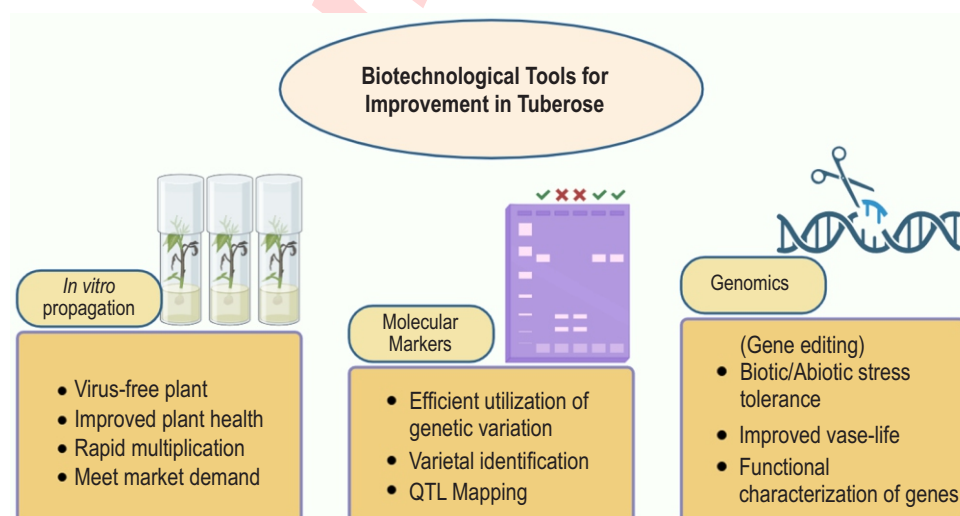 Biotechnological Tools for
Improvement in Tuberose
In vitro
propagation
• Virus-free plant
• Improved plant health
• Rapid multiplication
• Meet market demand
Molecular
Markers
• Efficient utilization of
genetic variation
• Varietal identification
• QTL Mapping
Genomics
(Gene editing)
• Biotic/Abiotic stress
tolerance
• Improved vase-life
• Functional
characterization of genes